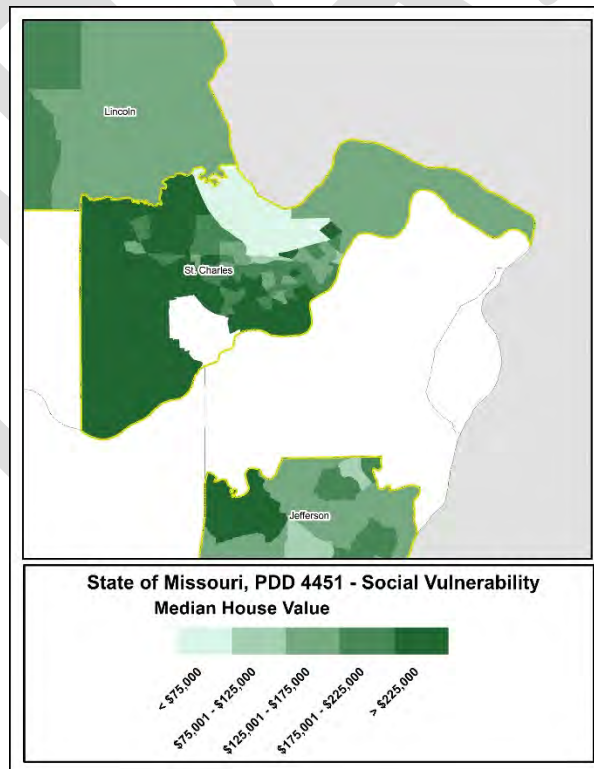 Lincoln
St. Charles
Jefferson
State of Missouri, PDD 4451 - Social Vulnerability
Median House Value
< $75,000
$75,001 - $125,000
$125,001 - $175,000
$175,001 - $225,000
> $225,000